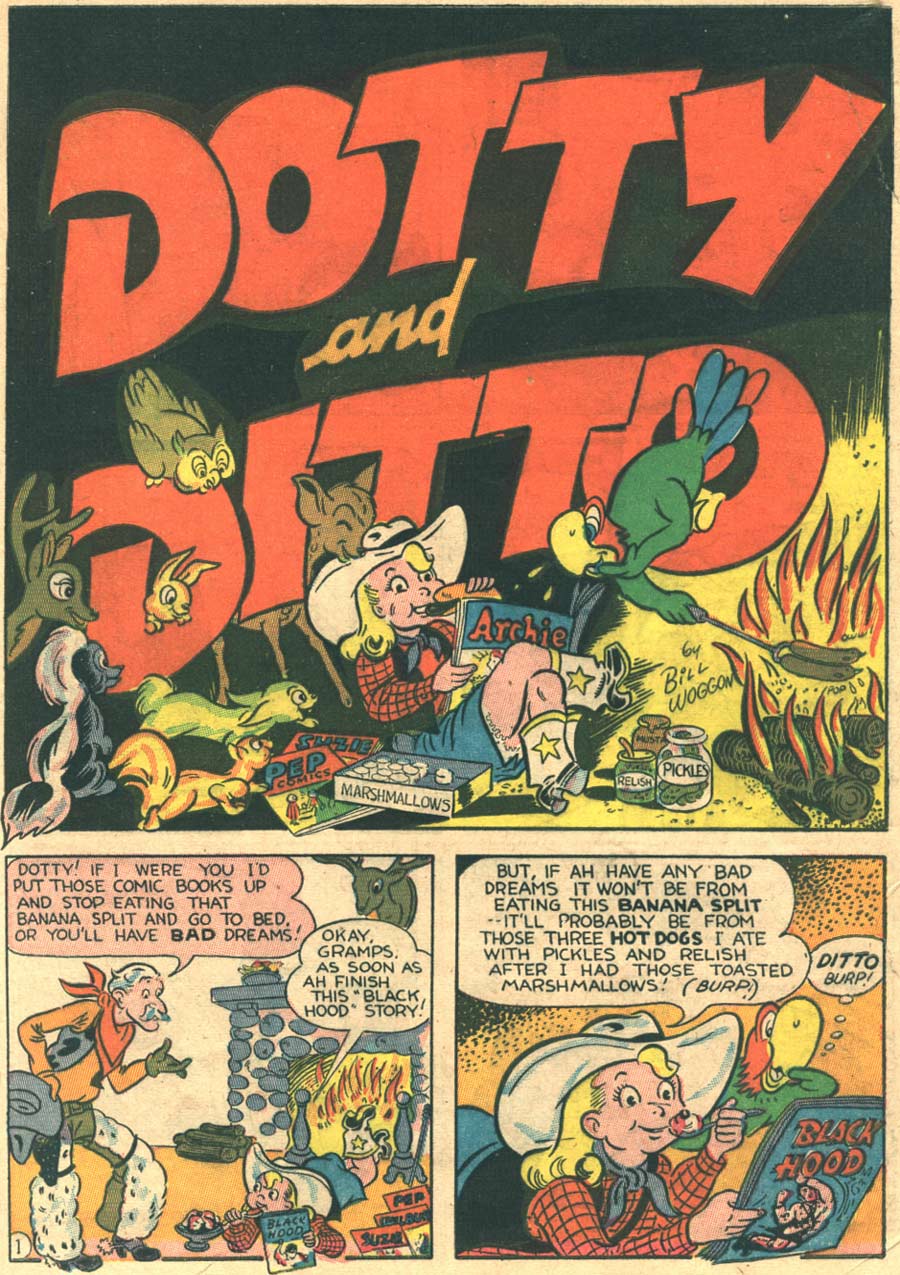 DOTTY
and
DITTO
Archie
by
BILL
WOGGON
POP
SUZIE
PEP
COMICS
MARSHMALLOWS
RELISH
PICKLES
DOTTY! IF I WERE YOU I'D
PUT THOSE COMIC BOOKS UP
AND STOP EATING THAT
BANANA SPLIT AND GO TO BED,
OR YOU'LL HAVE BAD DREAMS!
OKAY,
GRAMPS,
AS SOON AS
AH FINISH
THIS "BLACK
HOOD" STORY!
BLACK
HOOD
PEP
SUZIE
1
BUT, IF AH HAVE ANY BAD
DREAMS IT WON'T BE FROM
EATING THIS BANANA SPLIT
--IT'LL PROBABLY BE FROM
THOSE THREE HOT DOGS I ATE
WITH PICKLES AND RELISH
AFTER I HAD THOSE TOASTED
MARSHMALLOWS! (BURP!)
DITTO
BURP!
BLACK
HOOD